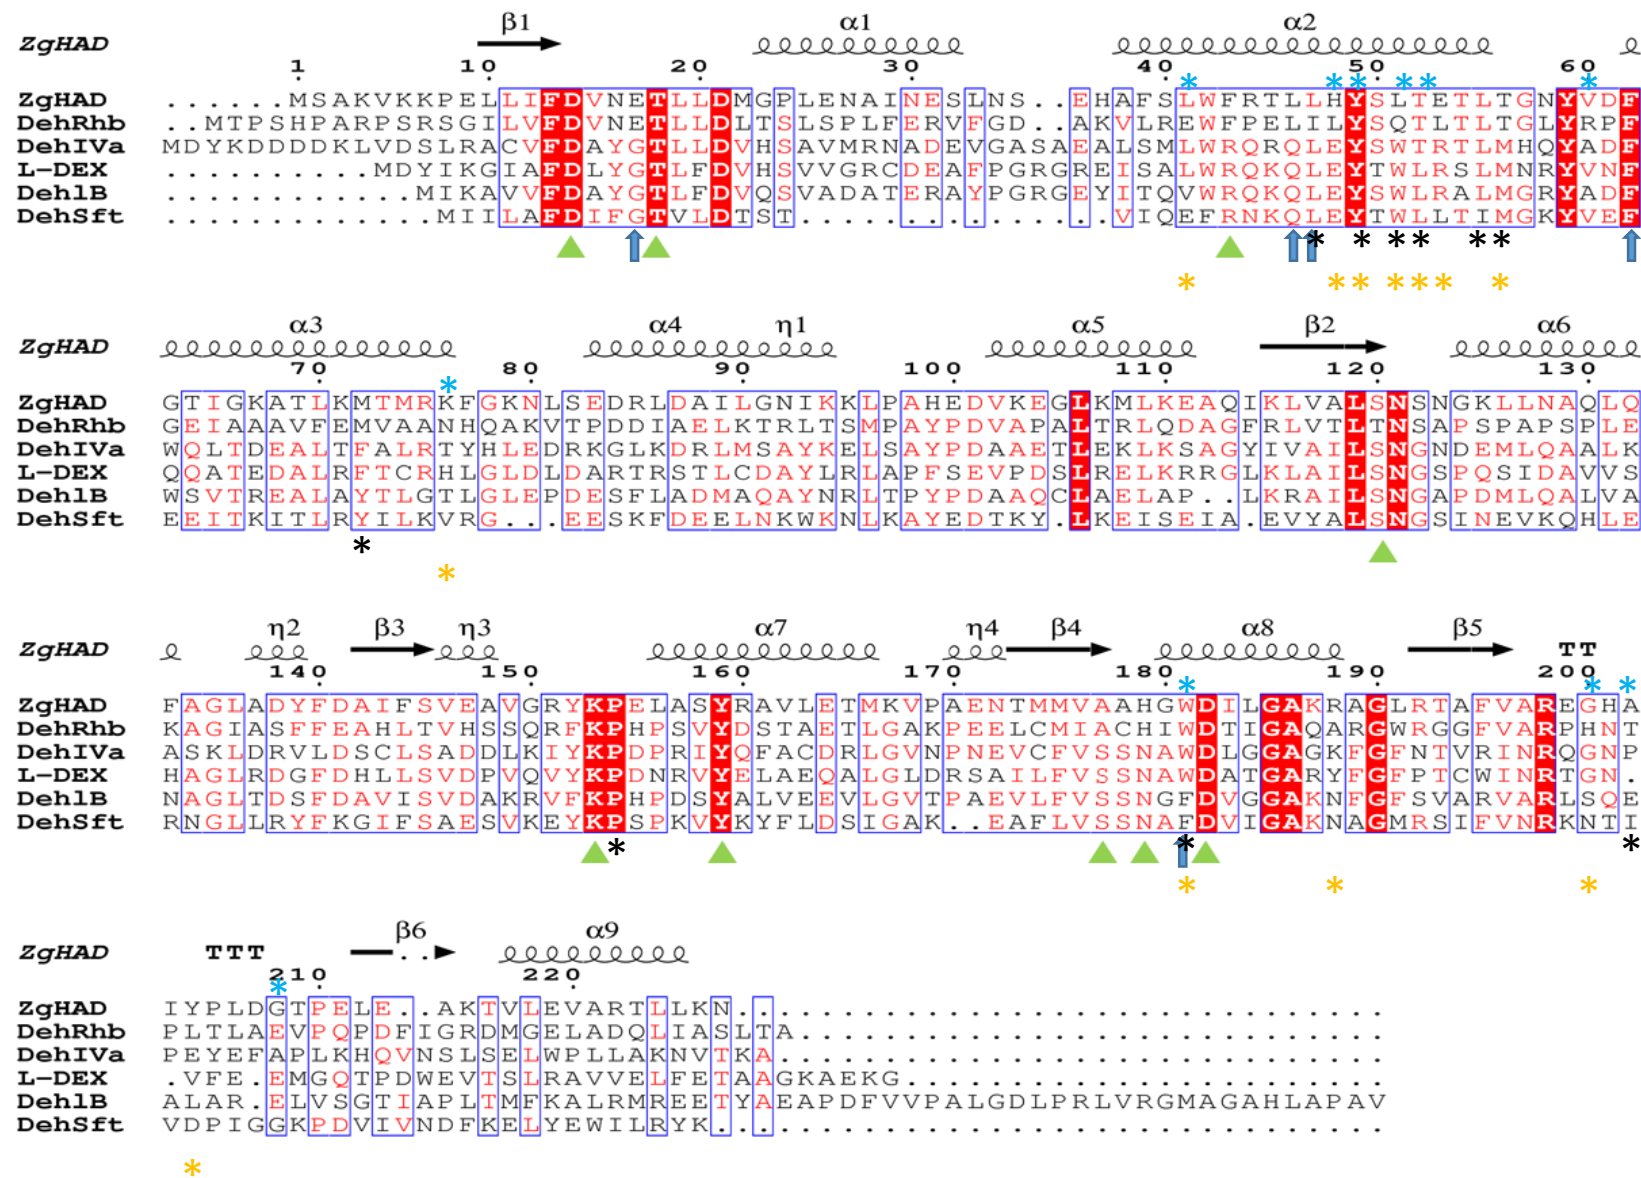 β1 α1 α2
ZgHAD
1 10 20 30 40 50 60
* * * * * *
ZgHAD ......MSAKVKKPELLIFDVNETLLDMGPLENAINESLNS..EHAFSLWFRTLLHYSLTETLTGNYVDF
DehRhb ..MTPSHPARPSRSGILVFDVNETLLDLTSLSPLFERVFGD..AKVLREWFPELILYSQTLTLTGLYRPF
DehIVa MDYKDDDDKLVDSLRACVFDAYGTLLDVHSAVMRNADEVGASAEALSMLWRQRQLEYSWTRTLMHQYADF
L-DEX ..........MDYIKGIAFDLYGTLFDVHSVVGRCDEAFPGRGREISALWRQKQLEYTWLRSLMNRYVNF
DehlB ............MIKAVVFDAYGTLFDVQSVADATERAYPGRGEYITQVWRQKQLEYSWLRALMGRYADF
DehSft .............MIILAFDIFGTVLDTST...............VIQEFRNKQLEYTWLLTIMGKYVEF
* * * * * *
* * * * * * *
α3 α4 η1 α5 β2 α6
ZgHAD
70 80 90 100 110 120 130
*
ZgHAD GTIGKATLKMTMRKFGKNLSEDRLDAILGNIKKLPAHEDVKEGLKMLKEAQIKLVALSNSNGKLLNAQLQ
DehRhb GEIAAAVFEMVAANHQAKVTPDDIAELKTRLTSMPAYPDVAPALTRLQDAGFRLVTLTNSAPSPAPSPLE
DehIVa WQLTDEALTFALRTYHLEDRKGLKDRLMSAYKELSAYPDAAETLEKLKSAGYIVAILSNGNDEMLQAALK
L-DEX QQATEDALRFTCRHLGLDLDARTRSTLCDAYLRLAPFSEVPDSLRELKRRGLKLAILSNGSPQSIDAVVS
DehlB WSVTREALAYTLGTLGLEPDESFLADMAQAYNRLTPYPDAAQCLAELAP..LKRAILSNGAPDMLQALVA
DehSft EEITKITLRYILKVRG...EESKFDEELNKWKNLKAYEDTKY.LKEISEIA.EVYALSNGSINEVKQHLE
*
*
η2 β3 η3 α7 η4 β4 α8 β5 TT
ZgHAD
140 150 160 170 180 190 200
* * *
ZgHAD FAGLADYFDAIFSVEAVGRYKPELASYRAVLETMKVPAENTMMVAAHGWDILGAKRAGLRTAFVAREGHA
DehRhb KAGIASFFEAHLTVHSSQRFKPHPSVYDSTAETLGAKPEELCMIACHIWDTIGAQARGWRGGFVARPHNT
DehIVa ASKLDRVLDSCLSADDLKIYKPDPRIYQFACDRLGVNPNEVCFVSSNAWDLGGAGKFGFNTVRINRQGNP
L-DEX HAGLRDGFDHLLSVDPVQVYKPDNRVYELAEQALGLDRSAILFVSSNAWDATGARYFGFPTCWINRTGN.
DehlB NAGLTDSFDAVISVDAKRVFKPHPDSYALVEEVLGVTPAEVLFVSSNGFDVGGAKNFGFSVARVARLSQE
DehSft RNGLLRYFKGIFSAESVKEYKPSPKVYKYFLDSIGAK..EAFLVSSNAFDVIGAKNAGMRSIFVNRKNTI
* * *
* * *
TTT β6 α9
ZgHAD ..
210 220
*
ZgHAD IYPLDGTPELE..AKTVLEVARTLLKN...............................
DehRhb PLTLAEVPQPDFIGRDMGELADQLIASLTA............................
DehIVa PEYEFAPLKHQVNSLSELWPLLAKNVTKA.............................
L-DEX .VFE.EMGQTPDWEVTSLRAVVELFETAAGKAEKG.......................
DehlB ALAR.ELVSGTIAPLTMFKALRMREETYAEAPDFVVPALGDLPRLVRGMAGAHLAPAV
DehSft VDPIGGKPDVIVNDFKELYEWILRYK................................
*